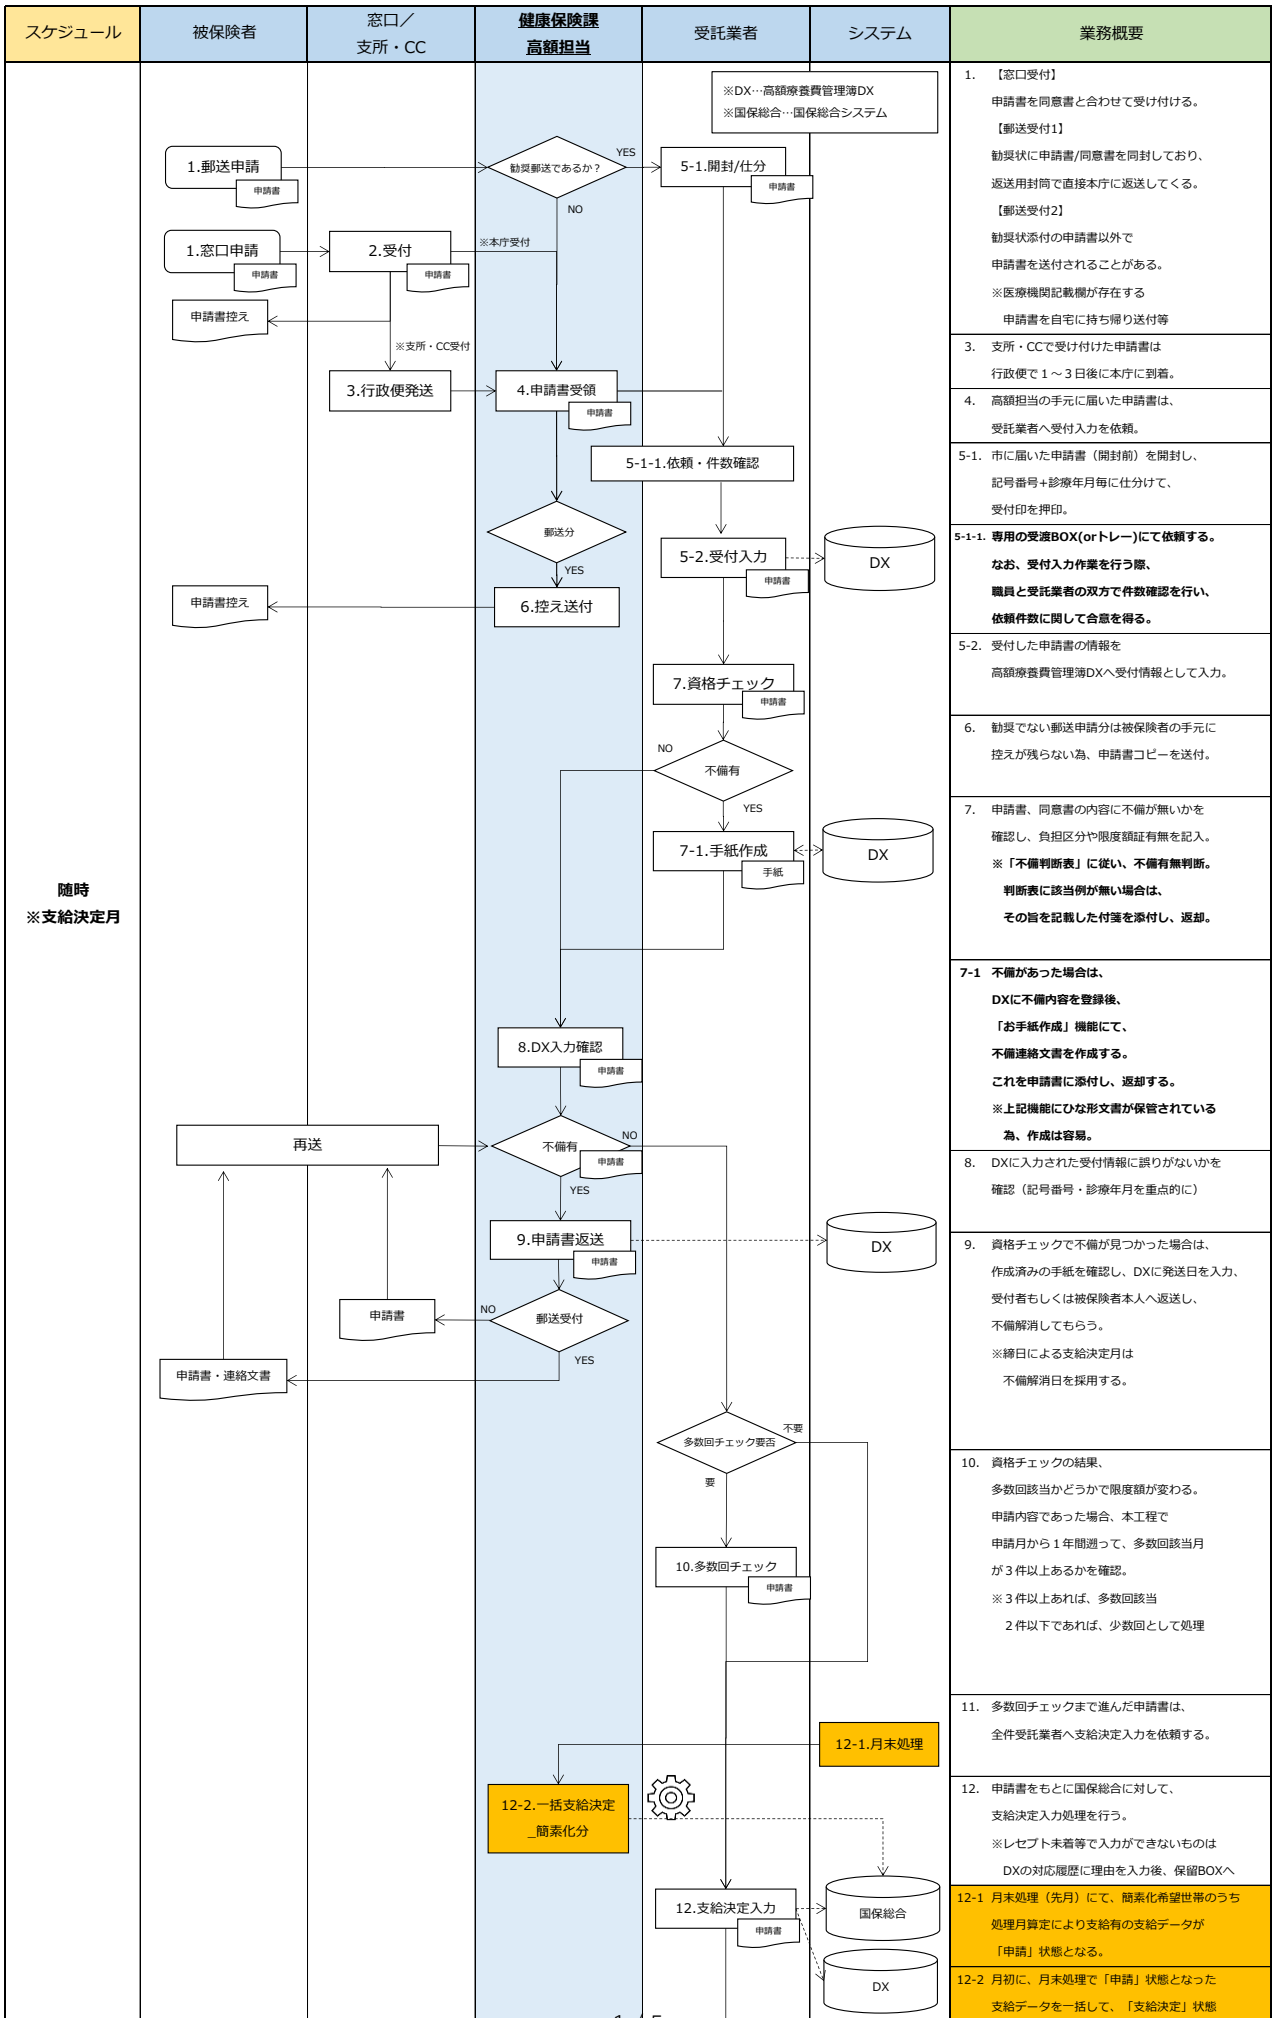 スケジュール
被保険者
窓口／
支所・CC
健康保険課
高額担当
受託業者
システム
業務概要
※DX…高額療養費管理簿DX
※国保総合…国保総合システム
1.郵送申請
申請書
勧奨郵送であるか？
YES
NO
5-1.開封/仕分
申請書
1.窓口申請
申請書
2.受付
申請書
※本庁受付
申請書控え
※支所・CC受付
3.行政便発送
4.申請書受領
申請書
5-1-1.依頼・件数確認
郵送分
YES
5-2.受付入力
申請書
DX
申請書控え
6.控え送付
7.資格チェック
申請書
NO
不備有
YES
7-1.手紙作成
手紙
DX
随時
※支給決定月
8.DX入力確認
申請書
再送
不備有
申請書
NO
YES
9.申請書返送
申請書
DX
申請書
NO
郵送受付
YES
申請書・連絡文書
多数回チェック要否
不要
要
10.多数回チェック
申請書
12-1.月末処理
12-2.一括支給決定
_簡素化分
12.支給決定入力
申請書
国保総合
DX
1. 【窓口受付】
申請書を同意書と合わせて受け付ける。
【郵送受付1】
勧奨状に申請書/同意書を同封しており、
返送用封筒で直接本庁に返送してくる。
【郵送受付2】
勧奨状添付の申請書以外で
申請書を送付されることがある。
※医療機関記載欄が存在する
申請書を自宅に持ち帰り送付等
3. 支所・CCで受け付けた申請書は
行政便で１～３日後に本庁に到着。
4. 高額担当の手元に届いた申請書は、
受託業者へ受付入力を依頼。
5-1. 市に届いた申請書（開封前）を開封し、
記号番号+診療年月毎に仕分けて、
受付印を押印。
5-1-1. 専用の受渡BOX(orトレー)にて依頼する。
なお、受付入力作業を行う際、
職員と受託業者の双方で件数確認を行い、
依頼件数に関して合意を得る。
5-2. 受付した申請書の情報を
高額療養費管理簿DXへ受付情報として入力。
6. 勧奨でない郵送申請分は被保険者の手元に
控えが残らない為、申請書コピーを送付。
7. 申請書、同意書の内容に不備が無いかを
確認し、負担区分や限度額証有無を記入。
※「不備判断表」に従い、不備有無判断。
判断表に該当例が無い場合は、
その旨を記載した付箋を添付し、返却。
7-1 不備があった場合は、
DXに不備内容を登録後、
「お手紙作成」機能にて、
不備連絡文書を作成する。
これを申請書に添付し、返却する。
※上記機能にひな形文書が保管されている
為、作成は容易。
8. DXに入力された受付情報に誤りがないかを
確認（記号番号・診療年月を重点的に）
9. 資格チェックで不備が見つかった場合は、
作成済みの手紙を確認し、DXに発送日を入力、
受付者もしくは被保険者本人へ返送し、
不備解消してもらう。
※締日による支給決定月は
不備解消日を採用する。
10. 資格チェックの結果、
多数回該当かどうかで限度額が変わる。
申請内容であった場合、本工程で
申請月から１年間遡って、多数回該当月
が３件以上あるかを確認。
※３件以上あれば、多数回該当
２件以下であれば、少数回として処理
11. 多数回チェックまで進んだ申請書は、
全件受託業者へ支給決定入力を依頼する。
12. 申請書をもとに国保総合に対して、
支給決定入力処理を行う。
※レセプト未着等で入力ができないものは
DXの対応履歴に理由を入力後、保留BOXへ
12-1 月末処理（先月）にて、簡素化希望世帯のうち
処理月算定により支給有の支給データが
「申請」状態となる。
12-2 月初に、月末処理で「申請」状態となった
支給データを一括して、「支給決定」状態